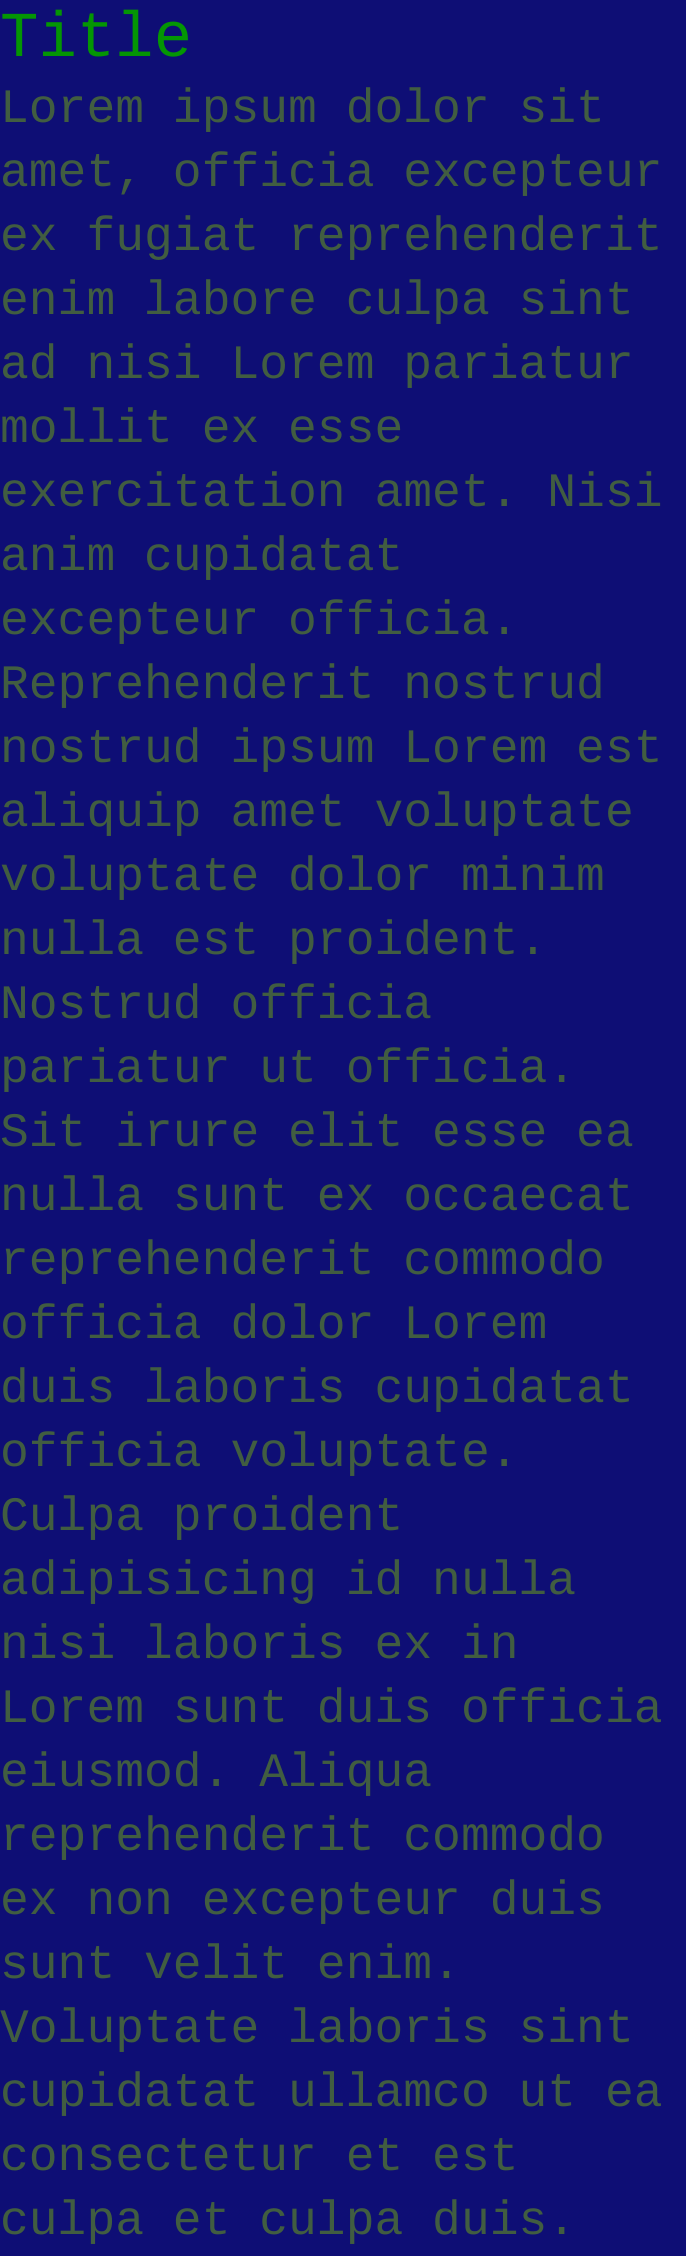 Title
Lorem ipsum dolor sit
amet, officia excepteur
ex fugiat reprehenderit
enim labore culpa sint
ad nisi Lorem pariatur
mollit ex esse
exercitation amet. Nisi
anim cupidatat
excepteur officia.
Reprehenderit nostrud
nostrud ipsum Lorem est
aliquip amet voluptate
voluptate dolor minim
nulla est proident.
Nostrud officia
pariatur ut officia.
Sit irure elit esse ea
nulla sunt ex occaecat
reprehenderit commodo
officia dolor Lorem
duis laboris cupidatat
officia voluptate.
Culpa proident
adipisicing id nulla
nisi laboris ex in
Lorem sunt duis officia
eiusmod. Aliqua
reprehenderit commodo
ex non excepteur duis
sunt velit enim.
Voluptate laboris sint
cupidatat ullamco ut ea
consectetur et est
culpa et culpa duis.